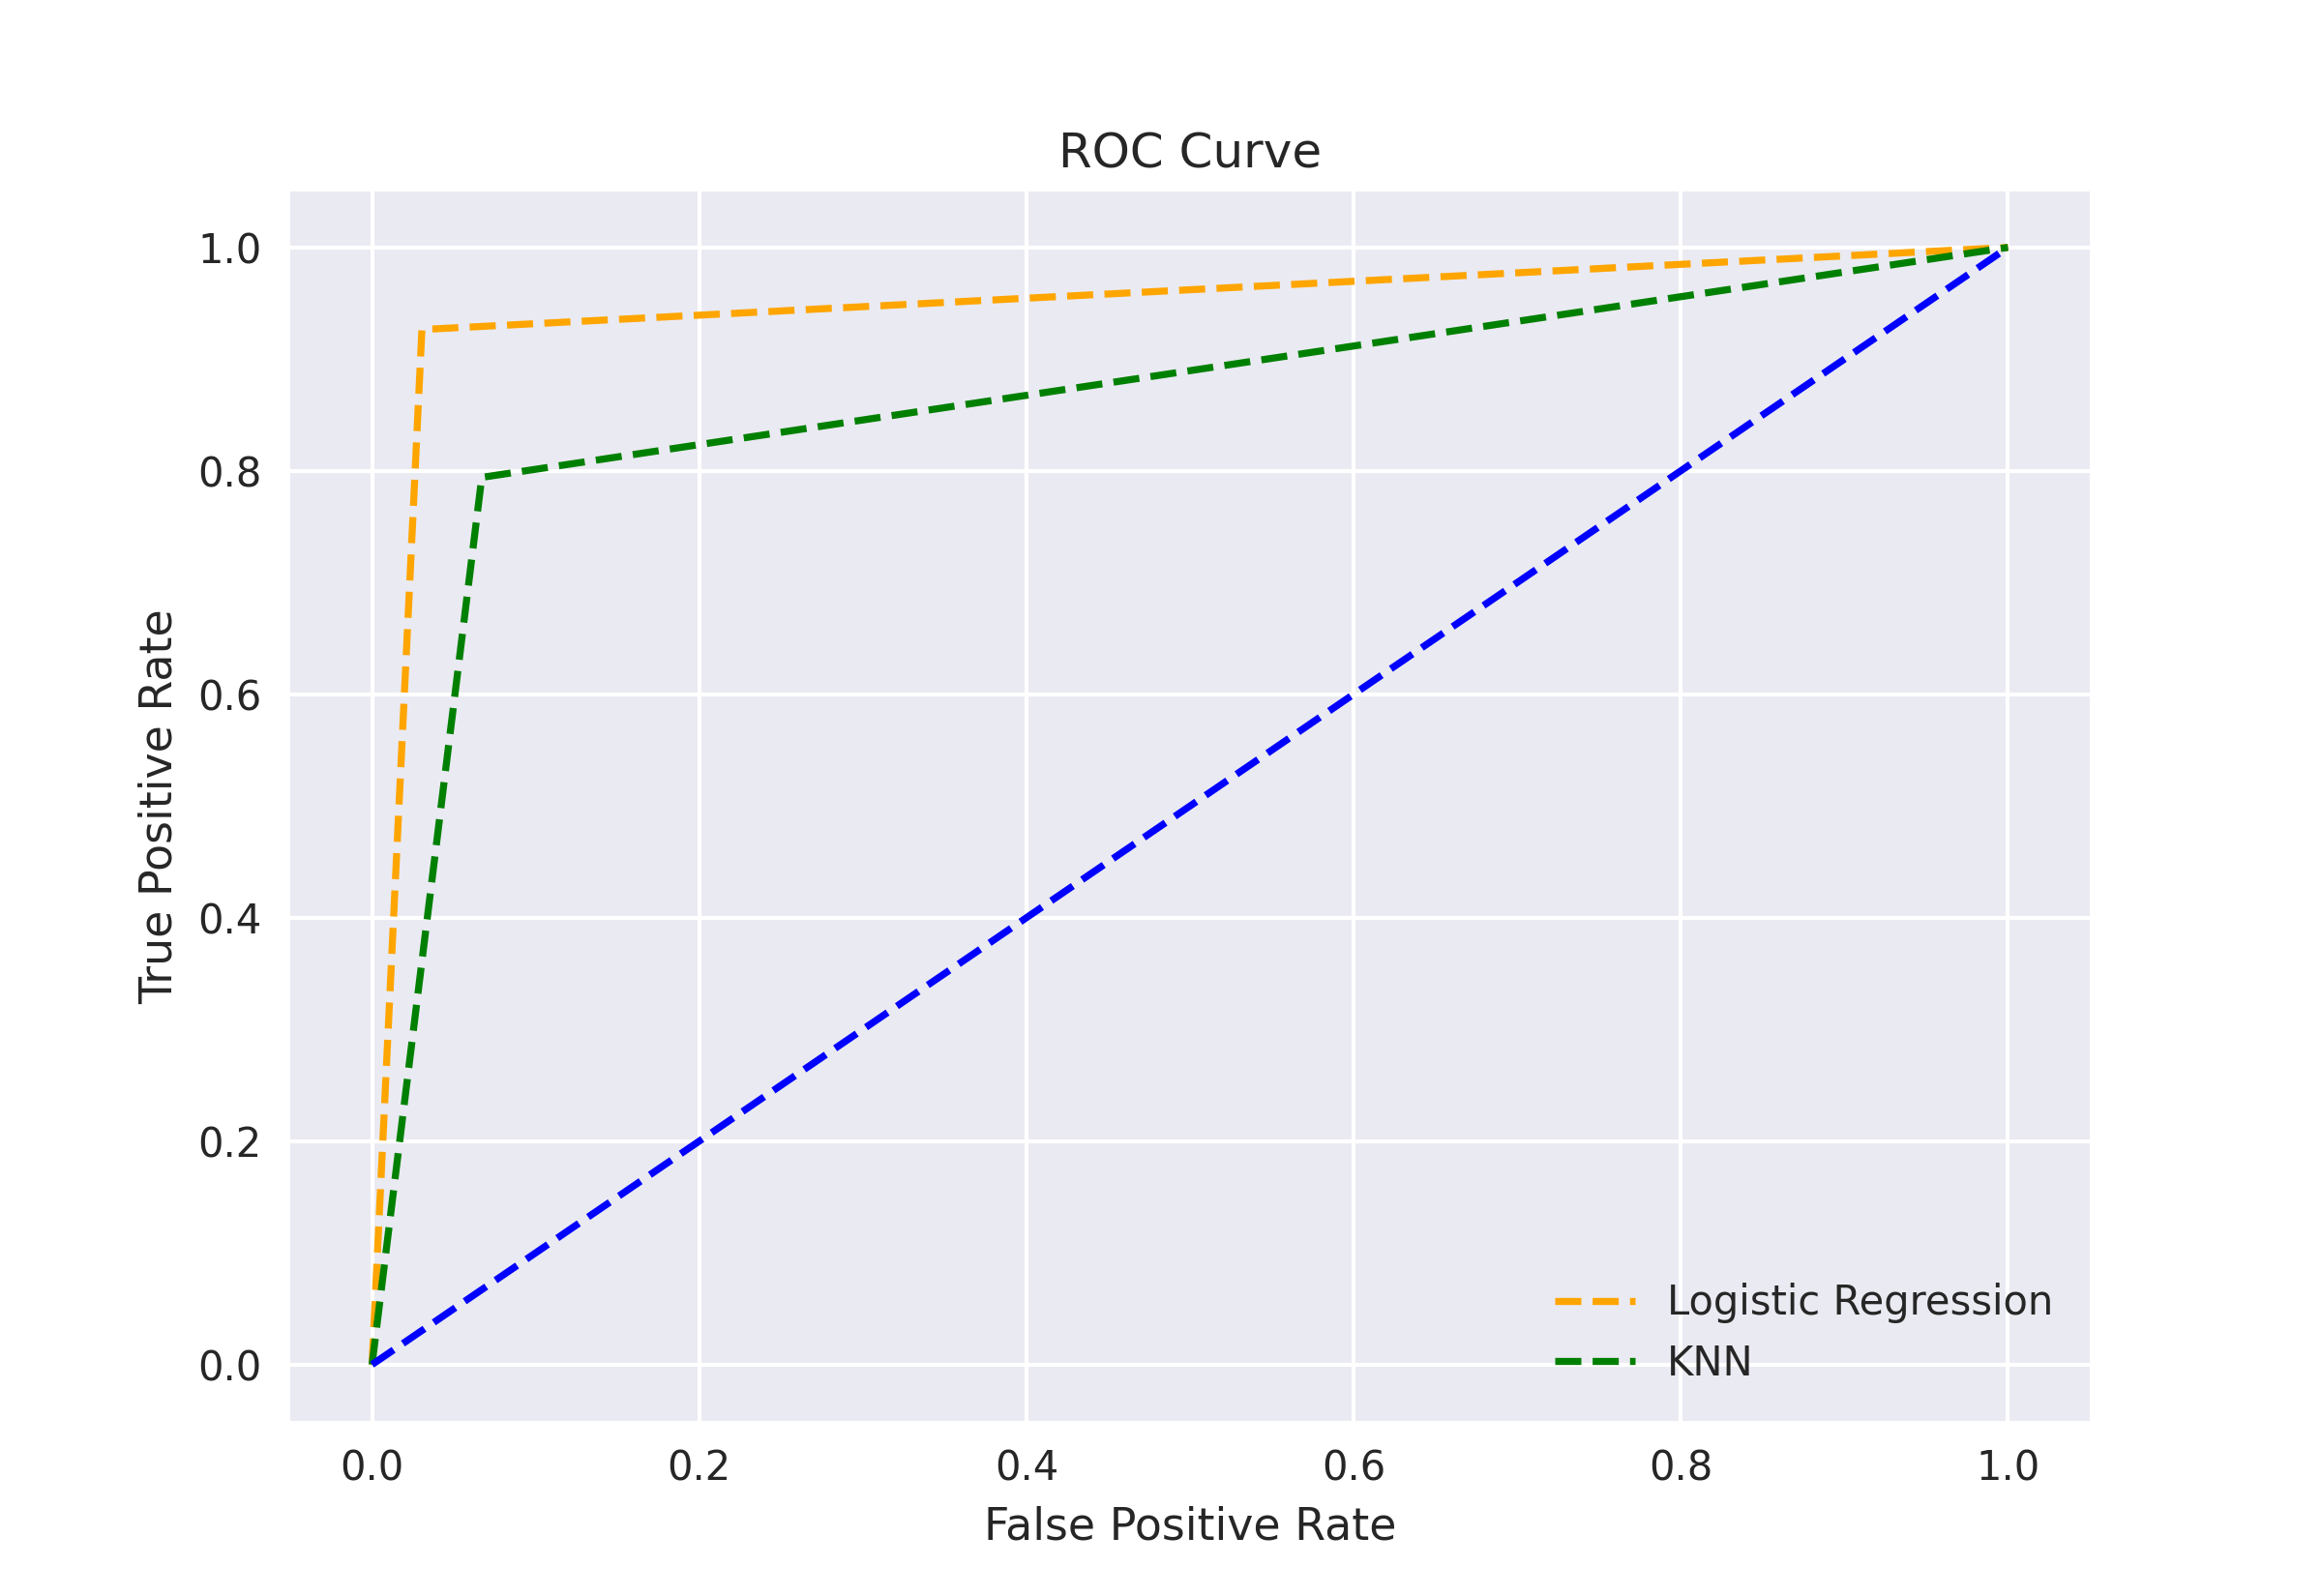 ROC Curve
1.0
0.8
0.6
0.4
0.2
0.0
True Positive Rate
Logistic Regression
KNN
0.0 0.2 0.4 0.6 0.8 1.0
False Positive Rate